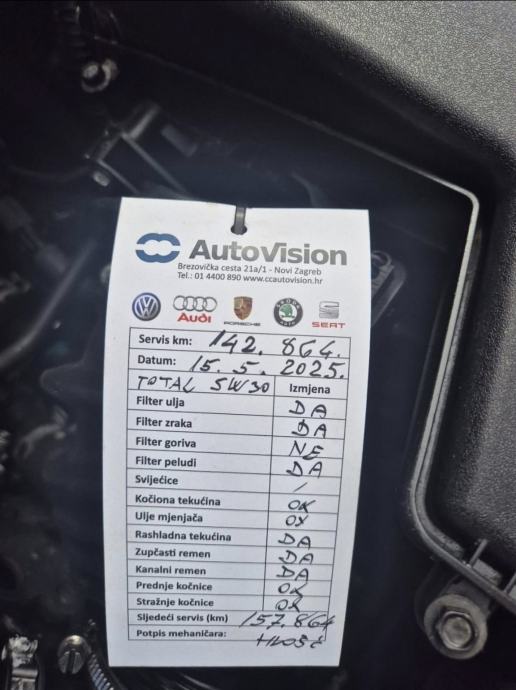 AutoVision
Brezovička cesta 21a/1 - Novi Zagreb
Tel.: 01 4400 890 www.ccautovision.hr
Audi PORSCHE SEAT
Servis km: 142.864.
Datum: 15.5.2025.
TOTAL 5W30 Izmjena
Filter ulja DA
Filter zraka DA
Filter goriva NE
Filter peludi DA
Svijećice /
Kočiona tekućina OK
Ulje mjenjača OK
Rashladna tekućina DA
Zupčasti remen DA
Kanalni remen DA
Prednje kočnice OK
Stražnje kočnice OK
Sljedeći servis (km) 157.864
Potpis mehaničara: